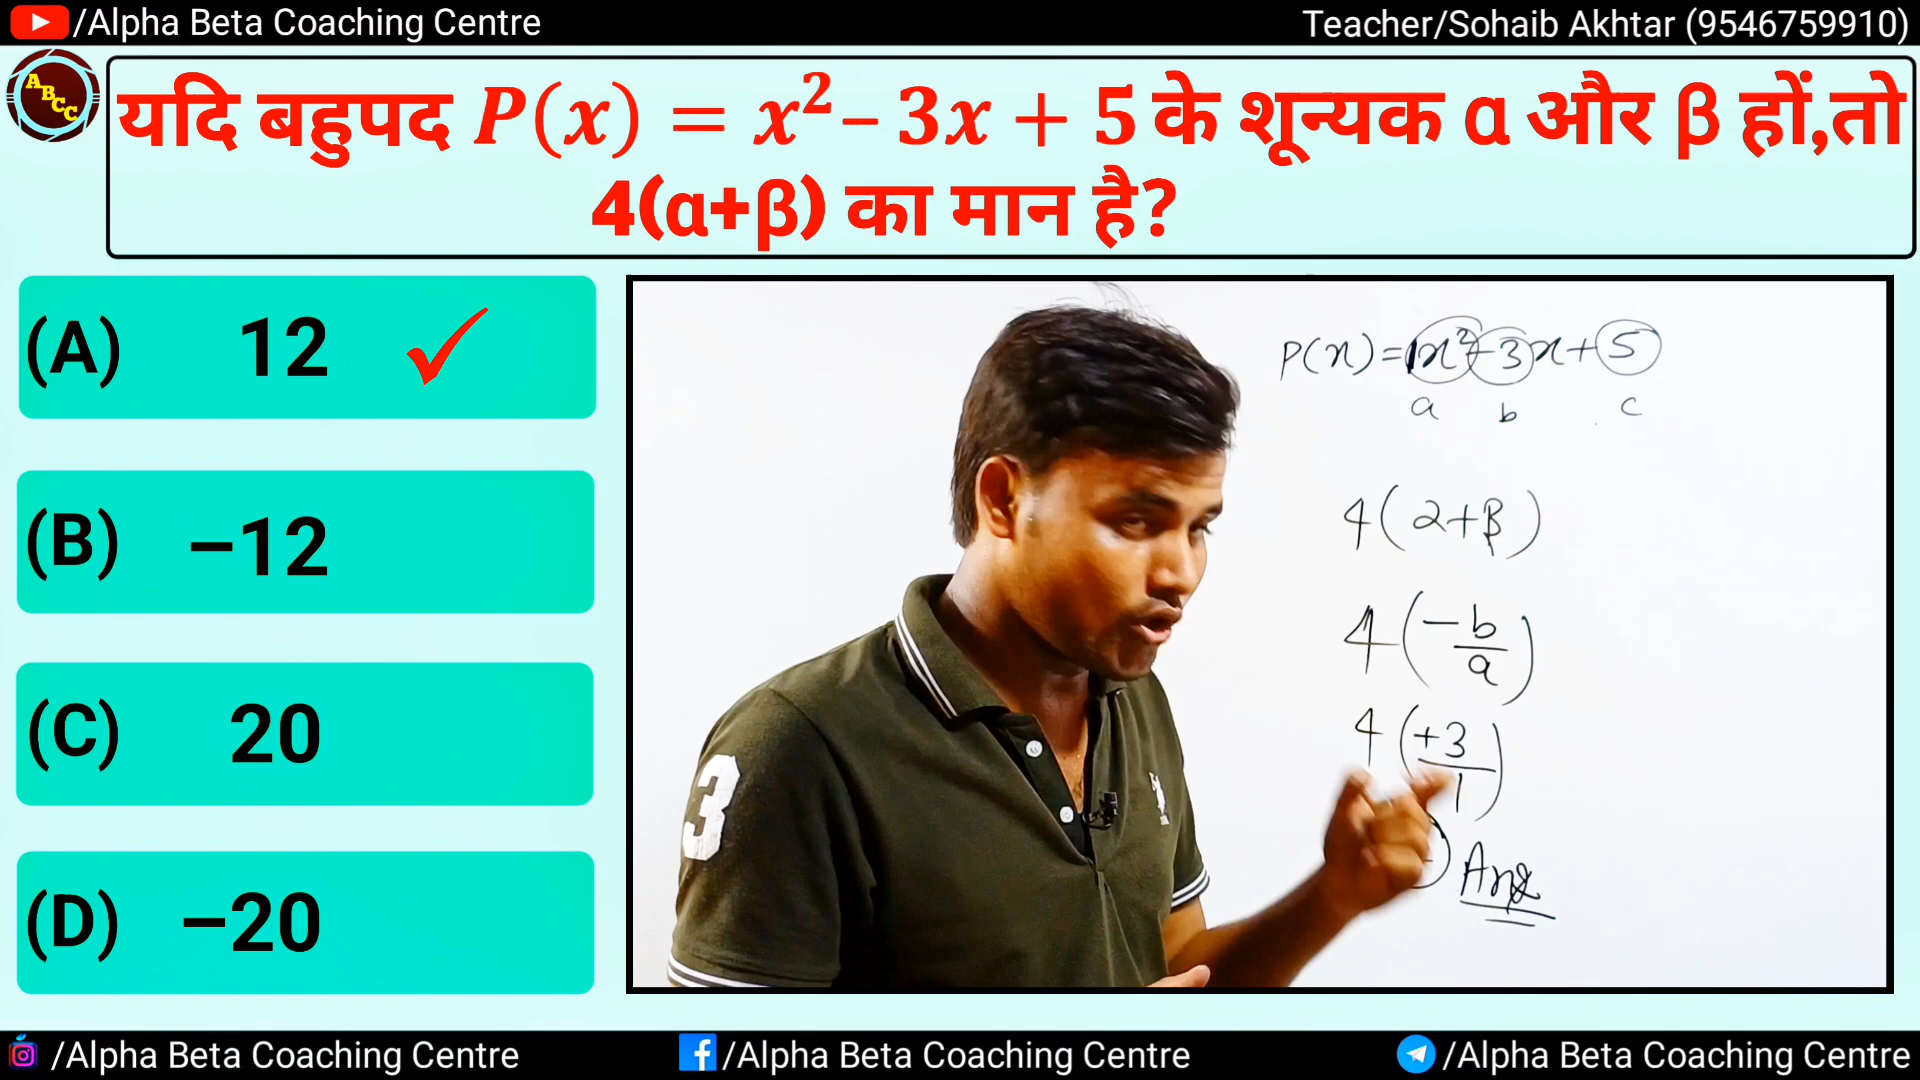 /Alpha Beta Coaching Centre
Teacher/Sohaib Akhtar (9546759910)
ABCC
यदि बहुपद P(x) = x² – 3x + 5 के शून्यक α और β हों,तो
4(α+β) का मान है?
(A) 12 ✓
(B) –12
(C) 20
(D) –20
P(x)=1x²-3x+5
a b c
4(α+β)
4(-b/a)
4(+3/1)
Ans
3
/Alpha Beta Coaching Centre
/Alpha Beta Coaching Centre
/Alpha Beta Coaching Centre